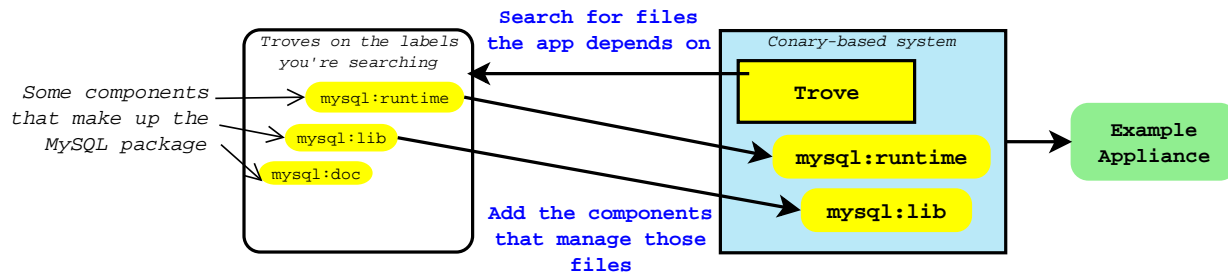 Some components
that make up the
MySQL package
Troves on the labels
you're searching
mysql:runtime
mysql:lib
mysql:doc
Search for files
the app depends on
Add the components
that manage those
files
Conary-based system
Trove
mysql:runtime
mysql:lib
Example
Appliance